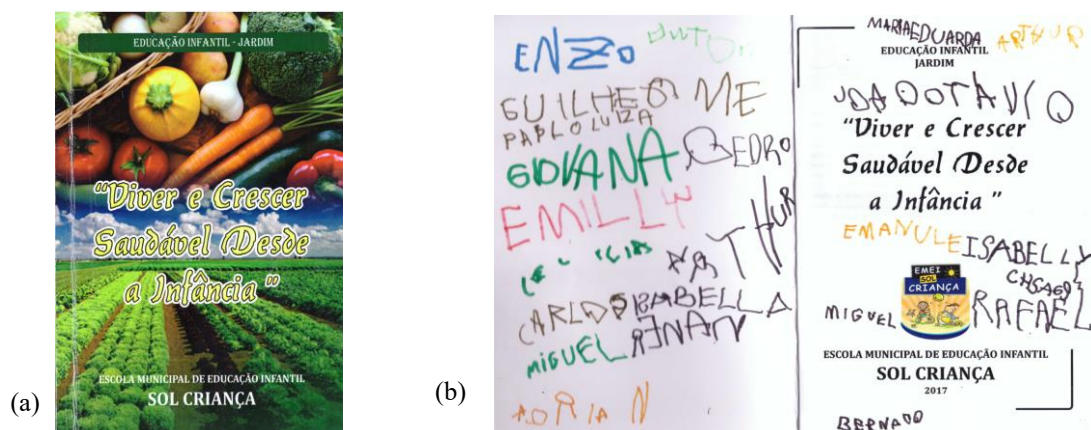 (a)
EDUCAÇÃO INFANTIL - JARDIM
"Viver e Crescer
Saudável Desde
a Infância"
ESCOLA MUNICIPAL DE EDUCAÇÃO INFANTIL
SOL CRIANÇA
(b)
ENZO
GUILHERME
PABLO LUIZA
GIOVANA
PEDRO
EMILLY
ARTHUR
CARLOS
ISABELLA
MIGUEL
RENAN
ADRIAN
MARIA EDUARDA
ARTHUR
EDUCAÇÃO INFANTIL
JARDIM
OTAVIO
"Viver e Crescer
Saudável Desde
a Infância"
EMANULE
ISABELLY
EMEI
SOL
CRIANÇA
MIGUEL
RAFAEL
ESCOLA MUNICIPAL DE EDUCAÇÃO INFANTIL
SOL CRIANÇA
2017
BERNADO